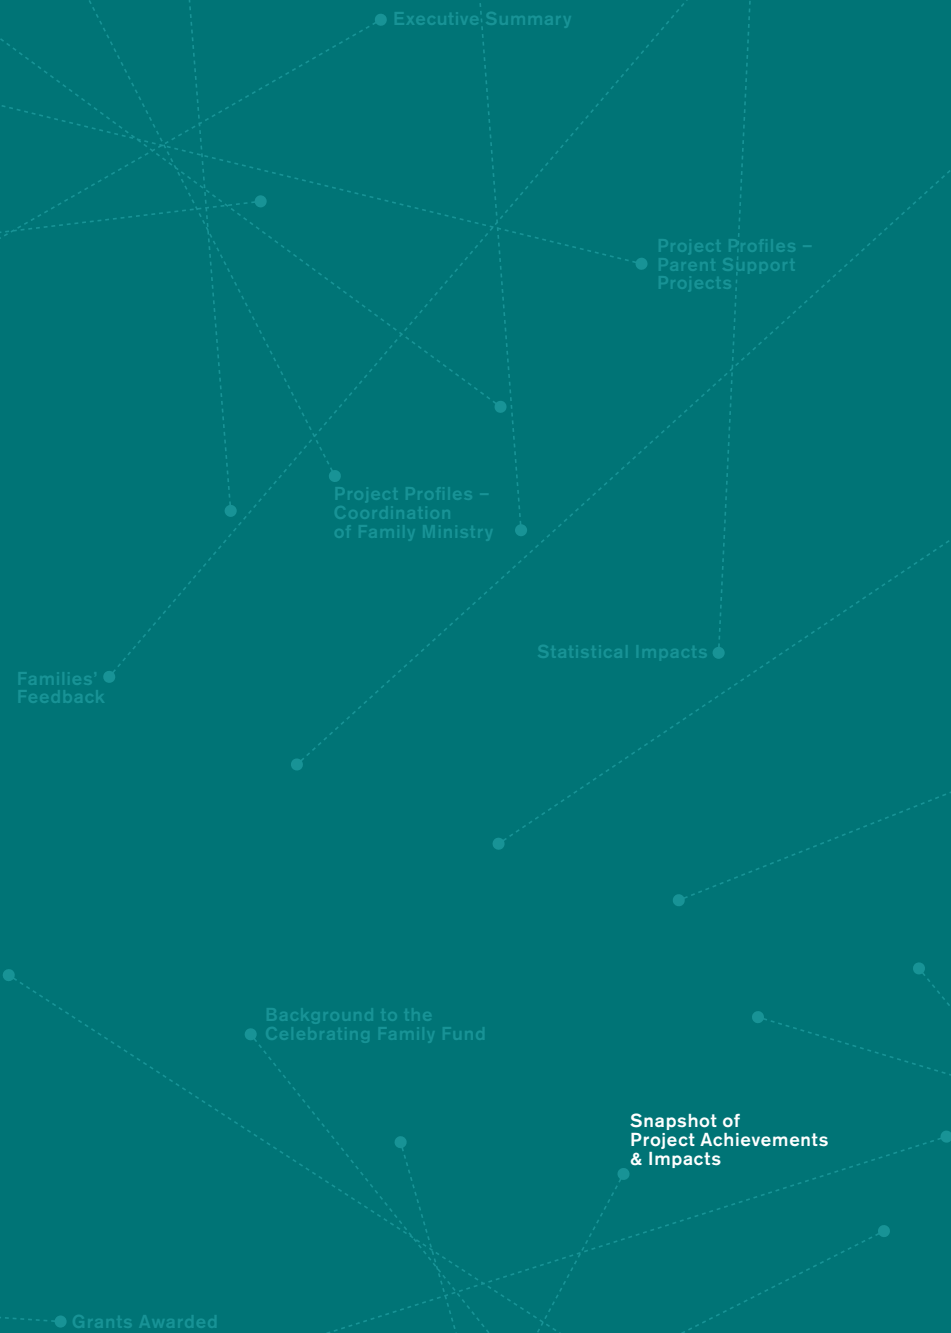 Executive Summary
Project Profiles –
Parent Support
Projects
Project Profiles –
Coordination
of Family Ministry
Statistical Impacts
Families'
Feedback
Background to the
Celebrating Family Fund
Snapshot of
Project Achievements
& Impacts
Grants Awarded